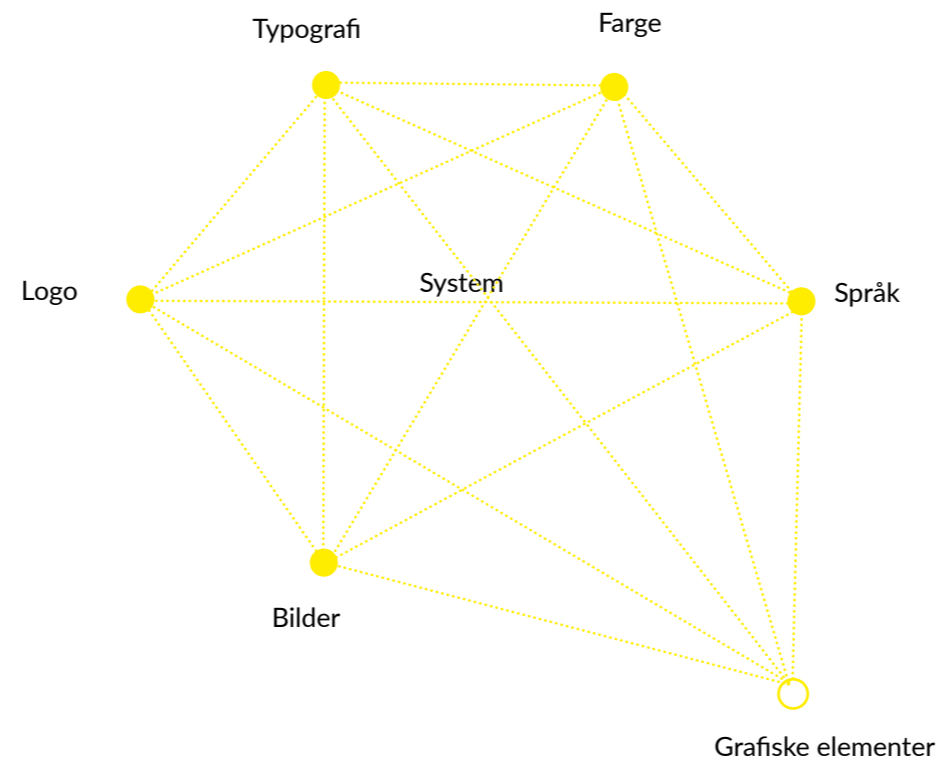 Typografi
Farge
System
Logo
Språk
Bilder
Grafiske elementer